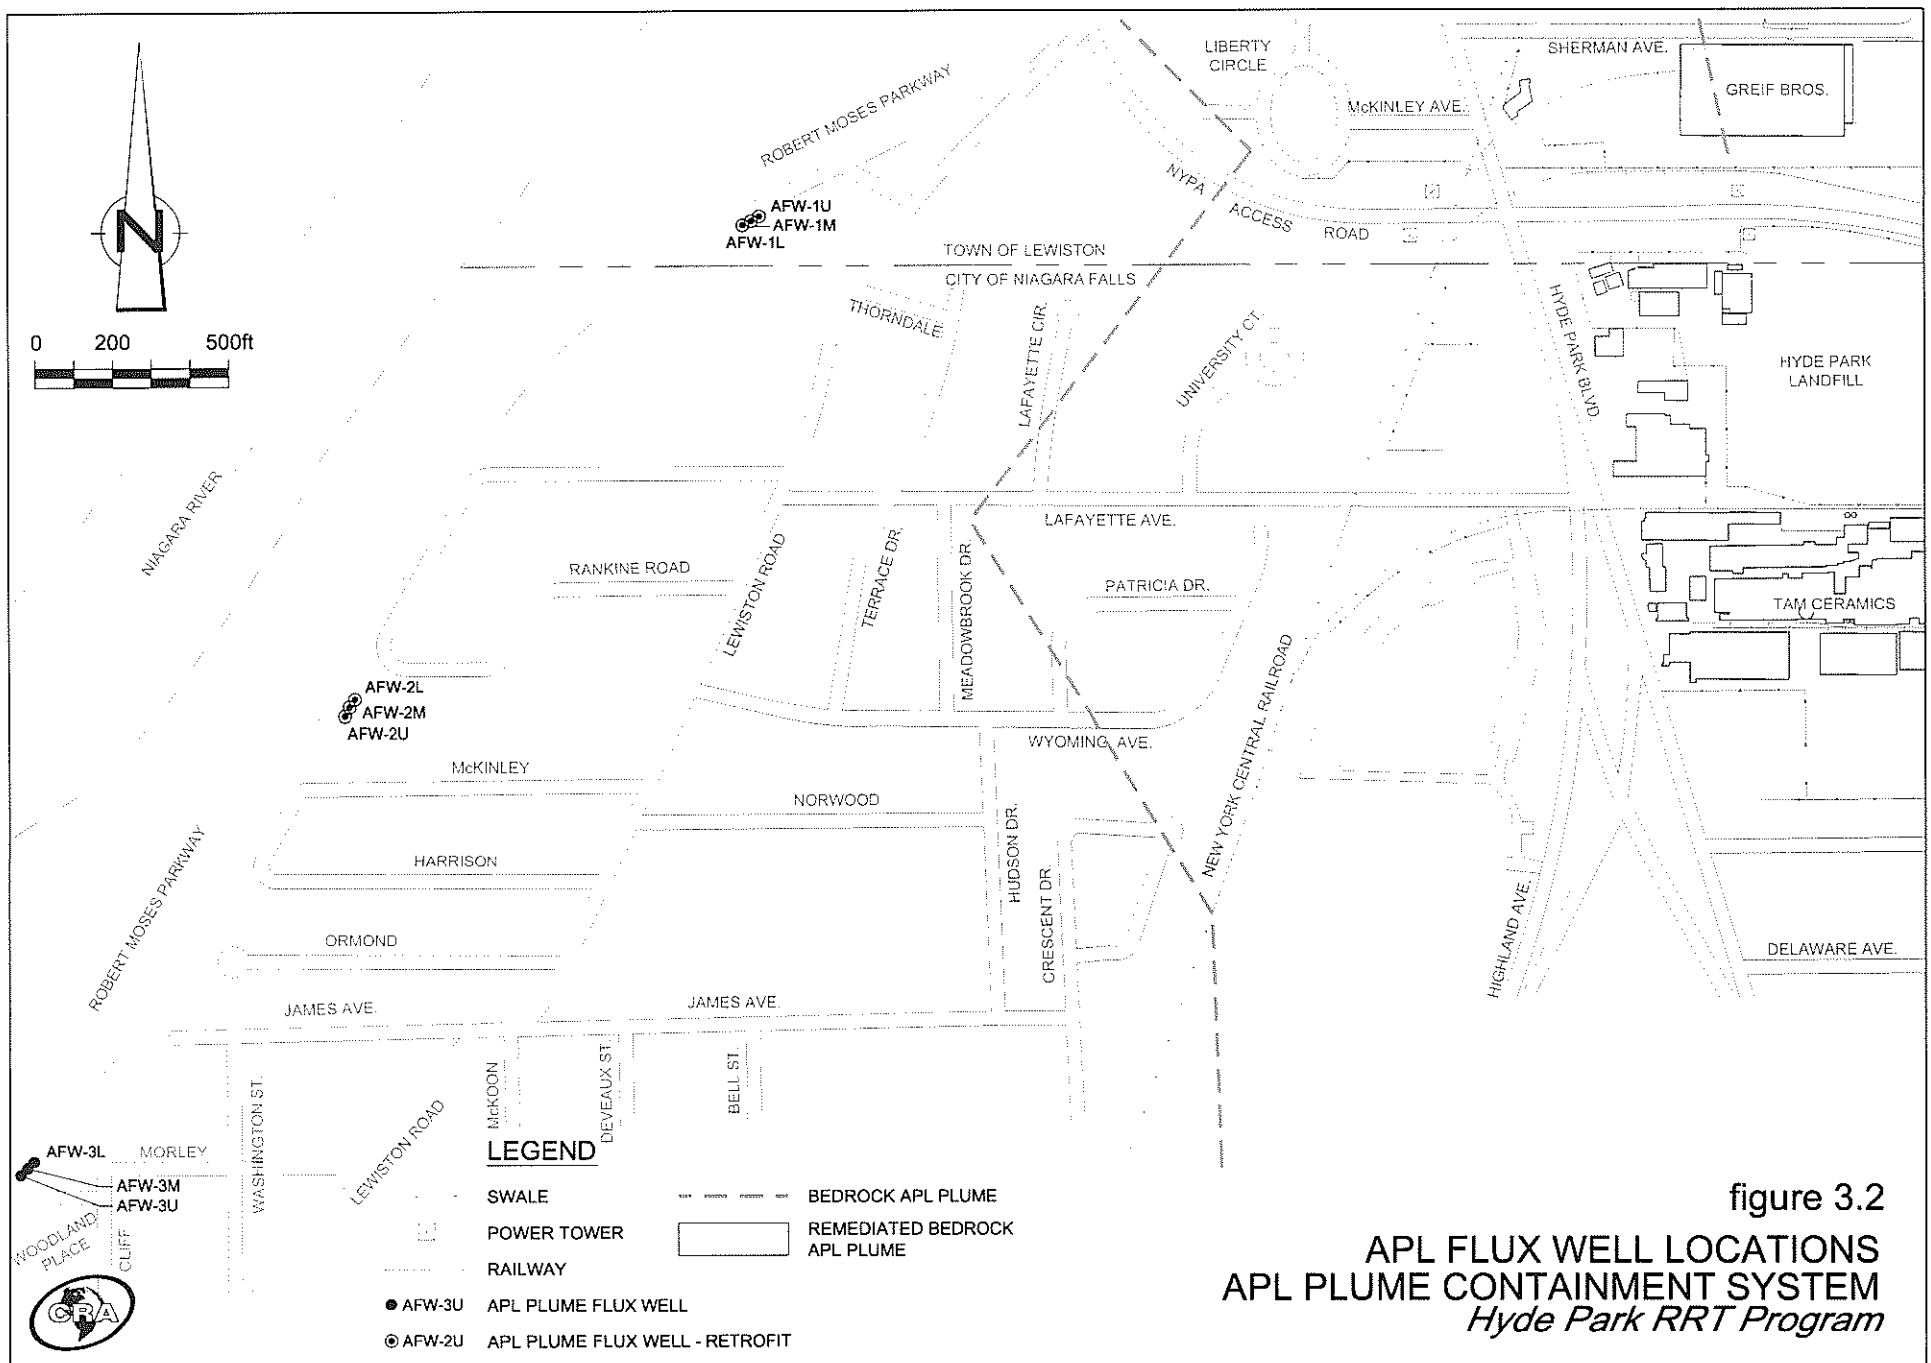 LIBERTY
CIRCLE
SHERMAN AVE.
GREIF BROS.
McKINLEY AVE.
ROBERT MOSES PARKWAY
NYPA
ACCESS
ROAD
AFW-1U
AFW-1M
AFW-1L
N
TOWN OF LEWISTON
CITY OF NIAGARA FALLS
THORNDALE
LAFAYETTE CIR.
UNIVERSITY CT.
HYDE PARK BLVD.
HYDE PARK
LANDFILL
0 200 500ft
NIAGARA RIVER
LAFAYETTE AVE.
RANKINE ROAD
LEWISTON ROAD
TERRACE DR.
MEADOWBROOK DR.
PATRICIA DR.
TAM CERAMICS
NEW YORK CENTRAL RAILROAD
AFW-2L
AFW-2M
AFW-2U
WYOMING AVE.
McKINLEY
NORWOOD
HUDSON DR.
CRESCENT DR.
HARRISON
ROBERT MOSES PARKWAY
ORMOND
HIGHLAND AVE.
DELAWARE AVE.
JAMES AVE.
JAMES AVE.
WASHINGTON ST.
McKOON
DEVEAUX ST.
BELL ST.
LEWISTON ROAD
AFW-3L
MORLEY
AFW-3M
AFW-3U
WOODLAND
PLACE
CLIFF
CRA
LEGEND
SWALE
POWER TOWER
RAILWAY
AFW-3U APL PLUME FLUX WELL
AFW-2U APL PLUME FLUX WELL - RETROFIT
BEDROCK APL PLUME
REMEDIATED BEDROCK
APL PLUME
figure 3.2
APL FLUX WELL LOCATIONS
APL PLUME CONTAINMENT SYSTEM
Hyde Park RRT Program